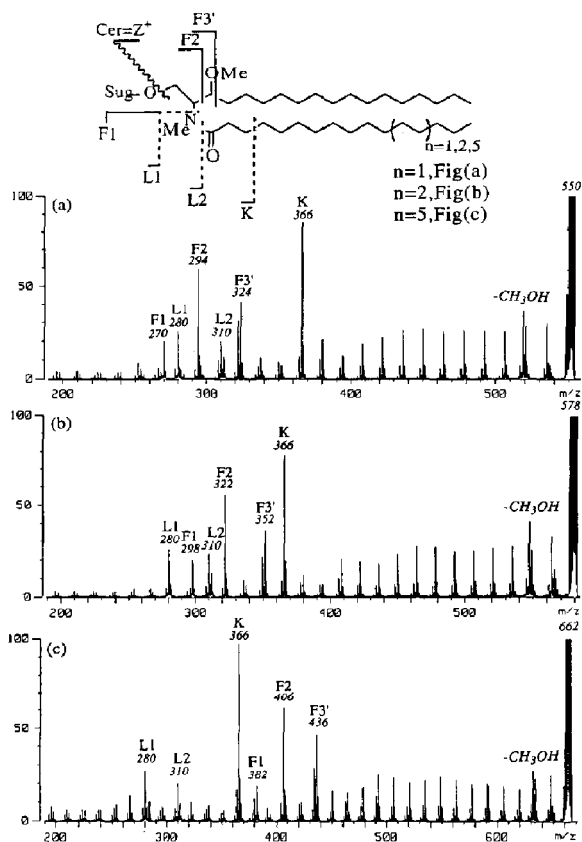 Cer=Z+
F3'
F2
OMe
Sug-O
N
Me
F1
O
n=1,2,5
L1
L2
K
n=1,Fig(a)
n=2,Fig(b)
n=5,Fig(c)
(a)
100
50
0
550
K
366
F2
294
F3'
324
L1
280
F1
270
L2
310
-CH3OH
200
300
400
500
m/z
(b)
100
50
0
578
K
366
F2
322
F3'
352
L1
280
F1
298
L2
310
-CH3OH
200
300
400
500
m/z
(c)
100
50
0
662
K
366
F2
406
F3'
436
L1
280
L2
310
F1
382
-CH3OH
200
300
400
500
600
m/z